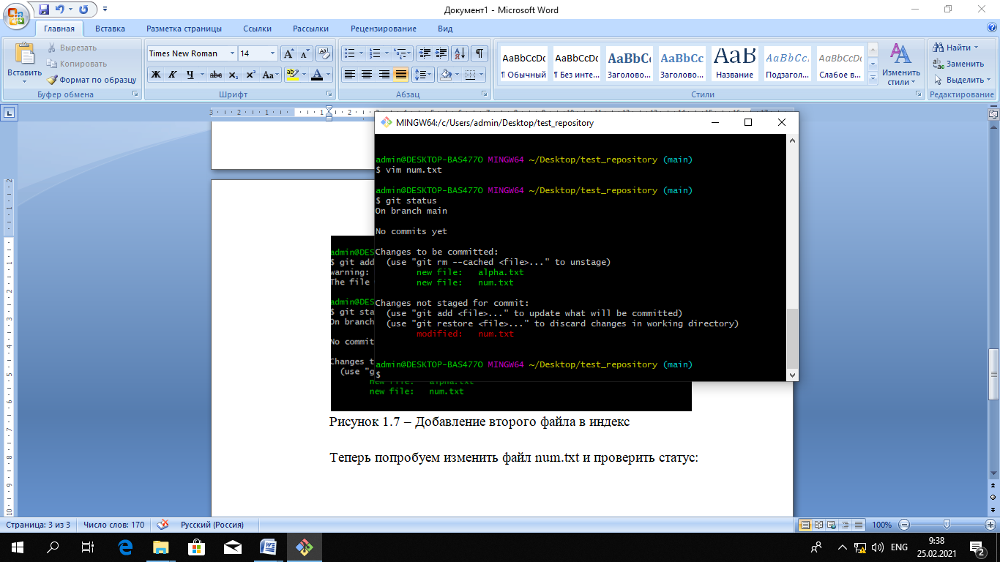 Документ1 - Microsoft Word
Главная Вставка Разметка страницы Ссылки Рассылки Рецензирование Вид
Вставить
Вырезать
Копировать
Формат по образцу
Буфер обмена
Times New Roman 14
Ж К Ч abc x₂ x² Aa
Шрифт
Абзац
АаBbCcDc АаBbCcDc AaBbCc AaBbCc AaB AaBbCc. AaBbCcDc
¶ Обычный ¶ Без инте... Заголово... Заголово... Название Подзагол... Слабое в...
Изменить стили
Стили
Найти
Заменить
Выделить
Редактирование
MINGW64:/c/Users/admin/Desktop/test_repository
admin@DESKTOP-BAS4770 MINGW64 ~/Desktop/test_repository (main)
$ vim num.txt
admin@DESKTOP-BAS4770 MINGW64 ~/Desktop/test_repository (main)
$ git status
On branch main
No commits yet
Changes to be committed:
(use "git rm --cached <file>..." to unstage)
new file: alpha.txt
new file: num.txt
Changes not staged for commit:
(use "git add <file>..." to update what will be committed)
(use "git restore <file>..." to discard changes in working directory)
modified: num.txt
admin@DESKTOP-BAS4770 MINGW64 ~/Desktop/test_repository (main)
$
admin@DES
$ git add
warning:
The file
admin@DES
$ git sta
On branch
No commit
Changes t
(use "g
new file: alpha.txt
new file: num.txt
Рисунок 1.7 – Добавление второго файла в индекс
Теперь попробуем изменить файл num.txt и проверить статус:
Страница: 3 из 3 Число слов: 170 Русский (Россия) 100%
ENG
9:38
25.02.2021
2